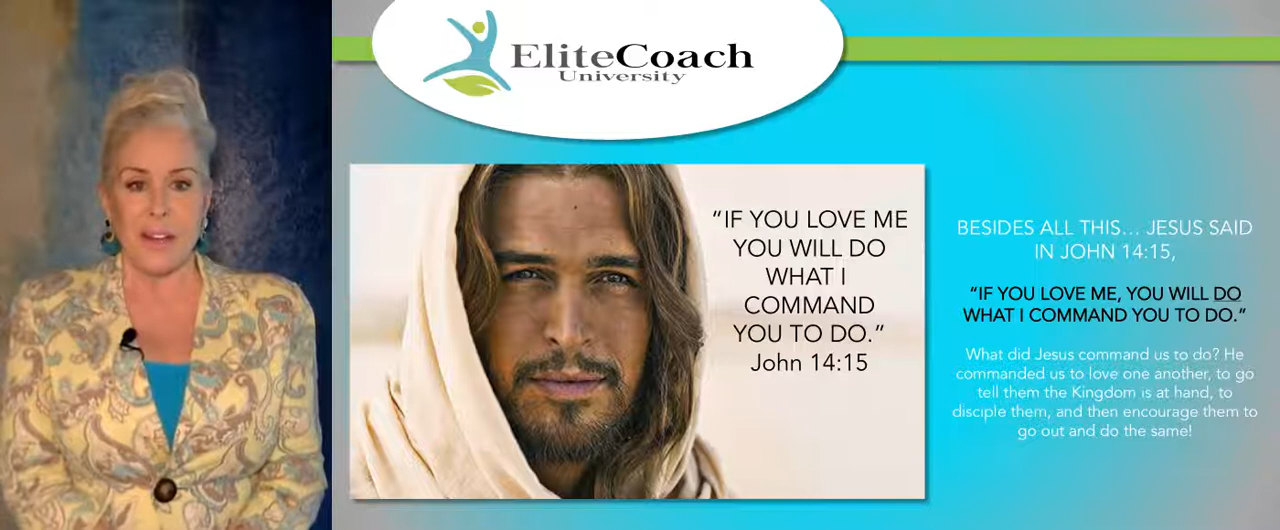 EliteCoach
University
“IF YOU LOVE ME
YOU WILL DO
WHAT I
COMMAND
YOU TO DO.”
John 14:15
BESIDES ALL THIS... JESUS SAID
IN JOHN 14:15,
“IF YOU LOVE ME, YOU WILL DO
WHAT I COMMAND YOU TO DO.”
What did Jesus command us to do? He
commanded us to love one another, to go
tell them the Kingdom is at hand, to
disciple them, and then encourage them to
go out and do the same!